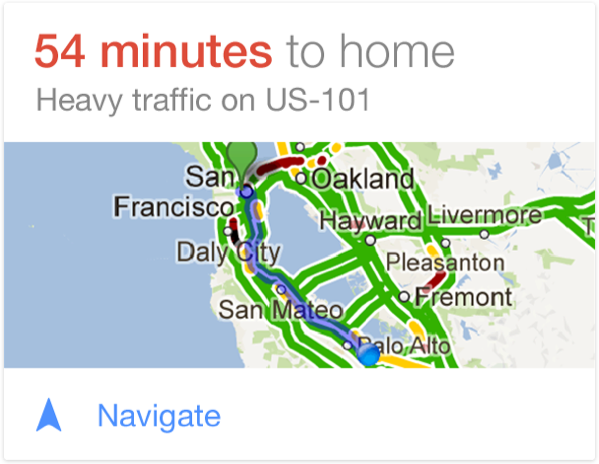 54 minutes to home
Heavy traffic on US-101
San
Francisco
Oakland
Hayward
Livermore
T
Daly City
Pleasanton
San Mateo
Fremont
Palo Alto
Navigate